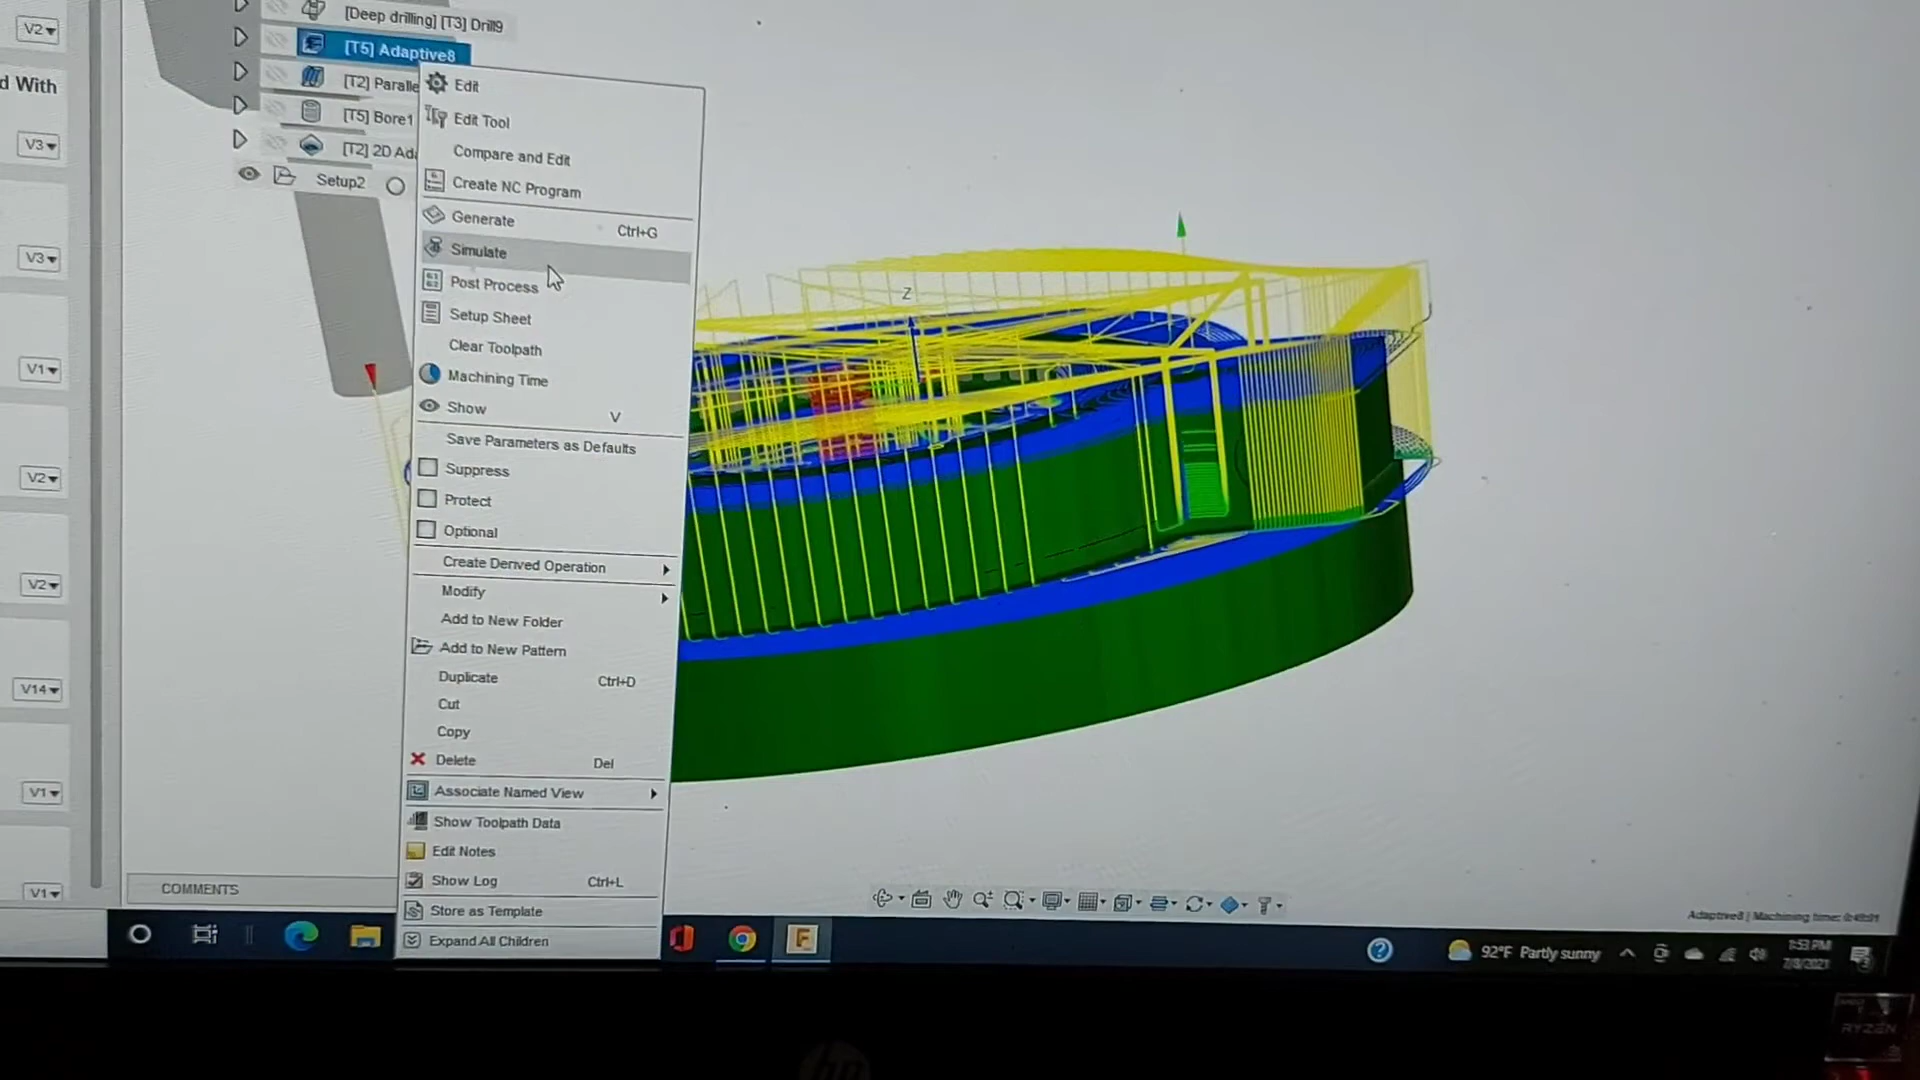 V2
[Deep drilling] [T3] Drill9
[T5] Adaptive8
d With
[T2] Paralle
V3
[T5] Bore1
[T2] 2D Ada
Setup2
V3
V1
V2
V2
V14
V1
V1
Edit
Edit Tool
Compare and Edit
Create NC Program
Generate Ctrl+G
Simulate
Post Process
Setup Sheet
Clear Toolpath
Machining Time
Show V
Save Parameters as Defaults
Suppress
Protect
Optional
Create Derived Operation
Modify
Add to New Folder
Add to New Pattern
Duplicate Ctrl+D
Cut
Copy
Delete Del
Associate Named View
Show Toolpath Data
Edit Notes
Show Log Ctrl+L
Store as Template
Expand All Children
Z
COMMENTS
Adaptive8 | Machining time:
92°F Partly sunny
1:53 PM
7/8/2021
F
hp
RYZEN